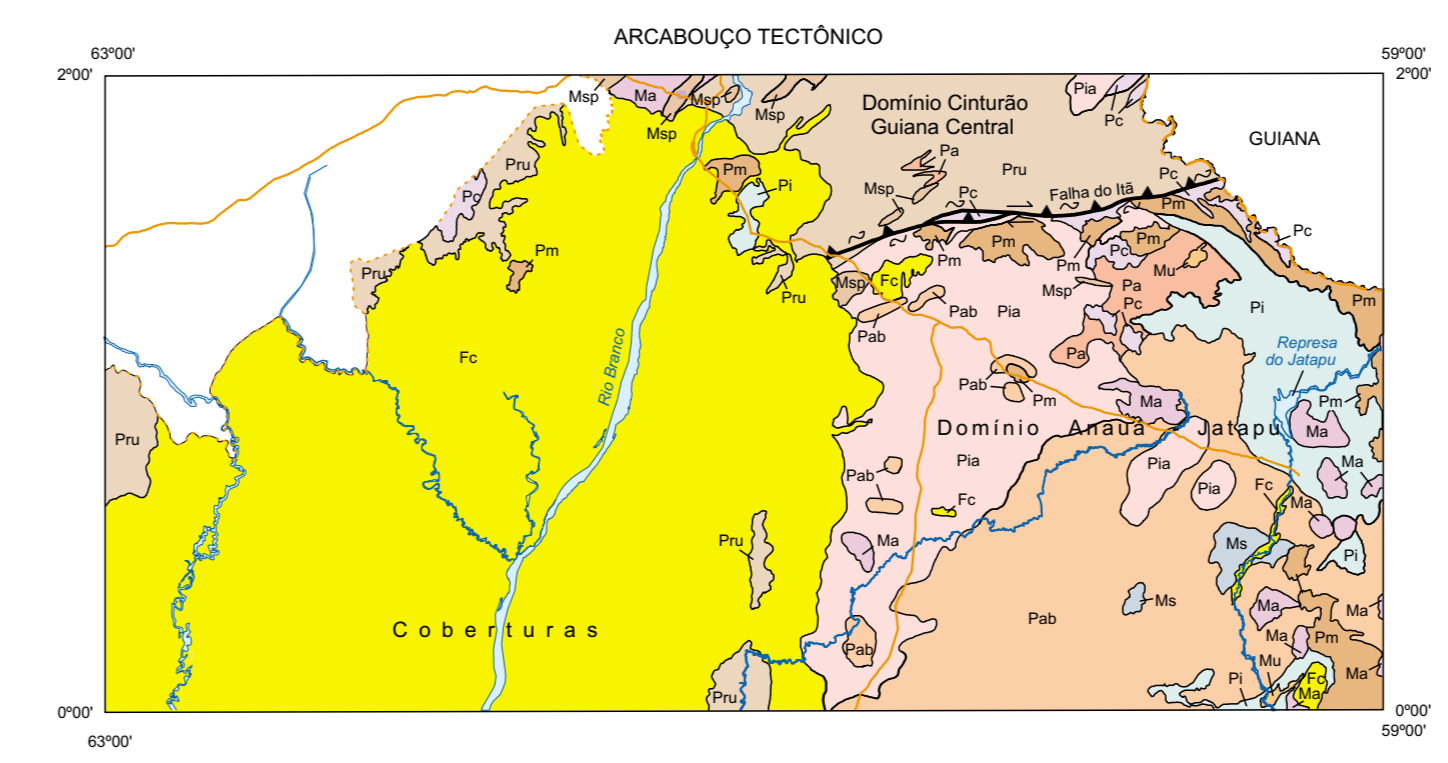 ARCABOUÇO TECTÔNICO
63º00'
59º00'
2º00'
2º00'
Msp
Ma
Msp
Msp
Msp
Domínio Cinturão
Guiana Central
Pia
Pc
GUIANA
Pru
Pc
Pm
Pi
Pa
Msp
Pc
Pru
Falha do Itã
Pc
Pm
Pc
Pru
Pm
Pru
Msp
Fc
Pm
Pm
Pm
Pc
Pm
Mu
Msp
Pa
Pc
Pi
Pm
Pab
Pab
Pia
Fc
Rio Branco
Pa
Represa
do Jatapu
Pab
Pm
Ma
Pm
Ma
Pru
Domínio Anauá Jatapu
Pab
Pia
Pia
Pia
Ma
Fc
Fc
Ma
Pru
Ma
Ms
Pi
Ms
Ma
Ma
Coberturas
Pab
Pab
Ma
Pm
Mu
Ma
Pru
Pi
Fc
Ma
0º00'
0º00'
63º00'
59º00'